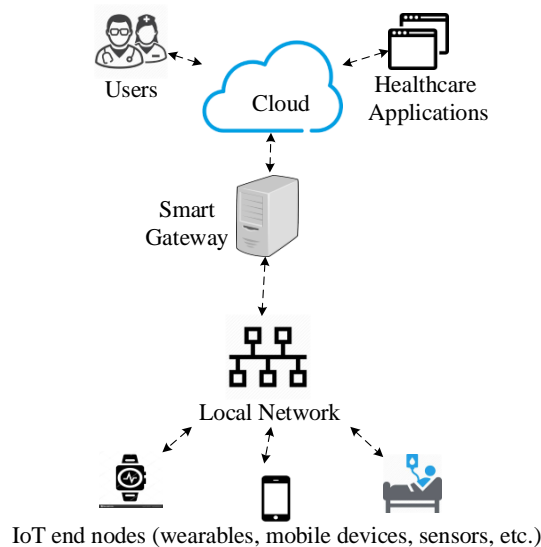 Users
Cloud
Healthcare
Applications
Smart
Gateway
Local Network
IoT end nodes (wearables, mobile devices, sensors, etc.)